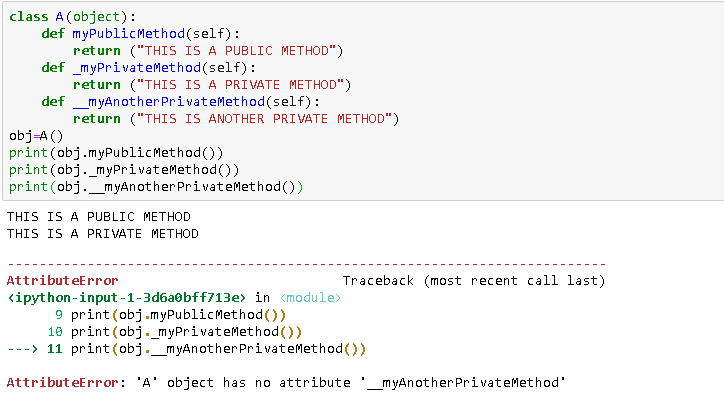 class A(object):
    def myPublicMethod(self):
        return ("THIS IS A PUBLIC METHOD")
    def _myPrivateMethod(self):
        return ("THIS IS A PRIVATE METHOD")
    def __myAnotherPrivateMethod(self):
        return ("THIS IS ANOTHER PRIVATE METHOD")
obj=A()
print(obj.myPublicMethod())
print(obj._myPrivateMethod())
print(obj.__myAnotherPrivateMethod())
THIS IS A PUBLIC METHOD
THIS IS A PRIVATE METHOD
---------------------------------------------------------------------------
AttributeError                            Traceback (most recent call last)
<ipython-input-1-3d6a0bff713e> in <module>
      9 print(obj.myPublicMethod())
     10 print(obj._myPrivateMethod())
---> 11 print(obj.__myAnotherPrivateMethod())
AttributeError: 'A' object has no attribute '__myAnotherPrivateMethod'